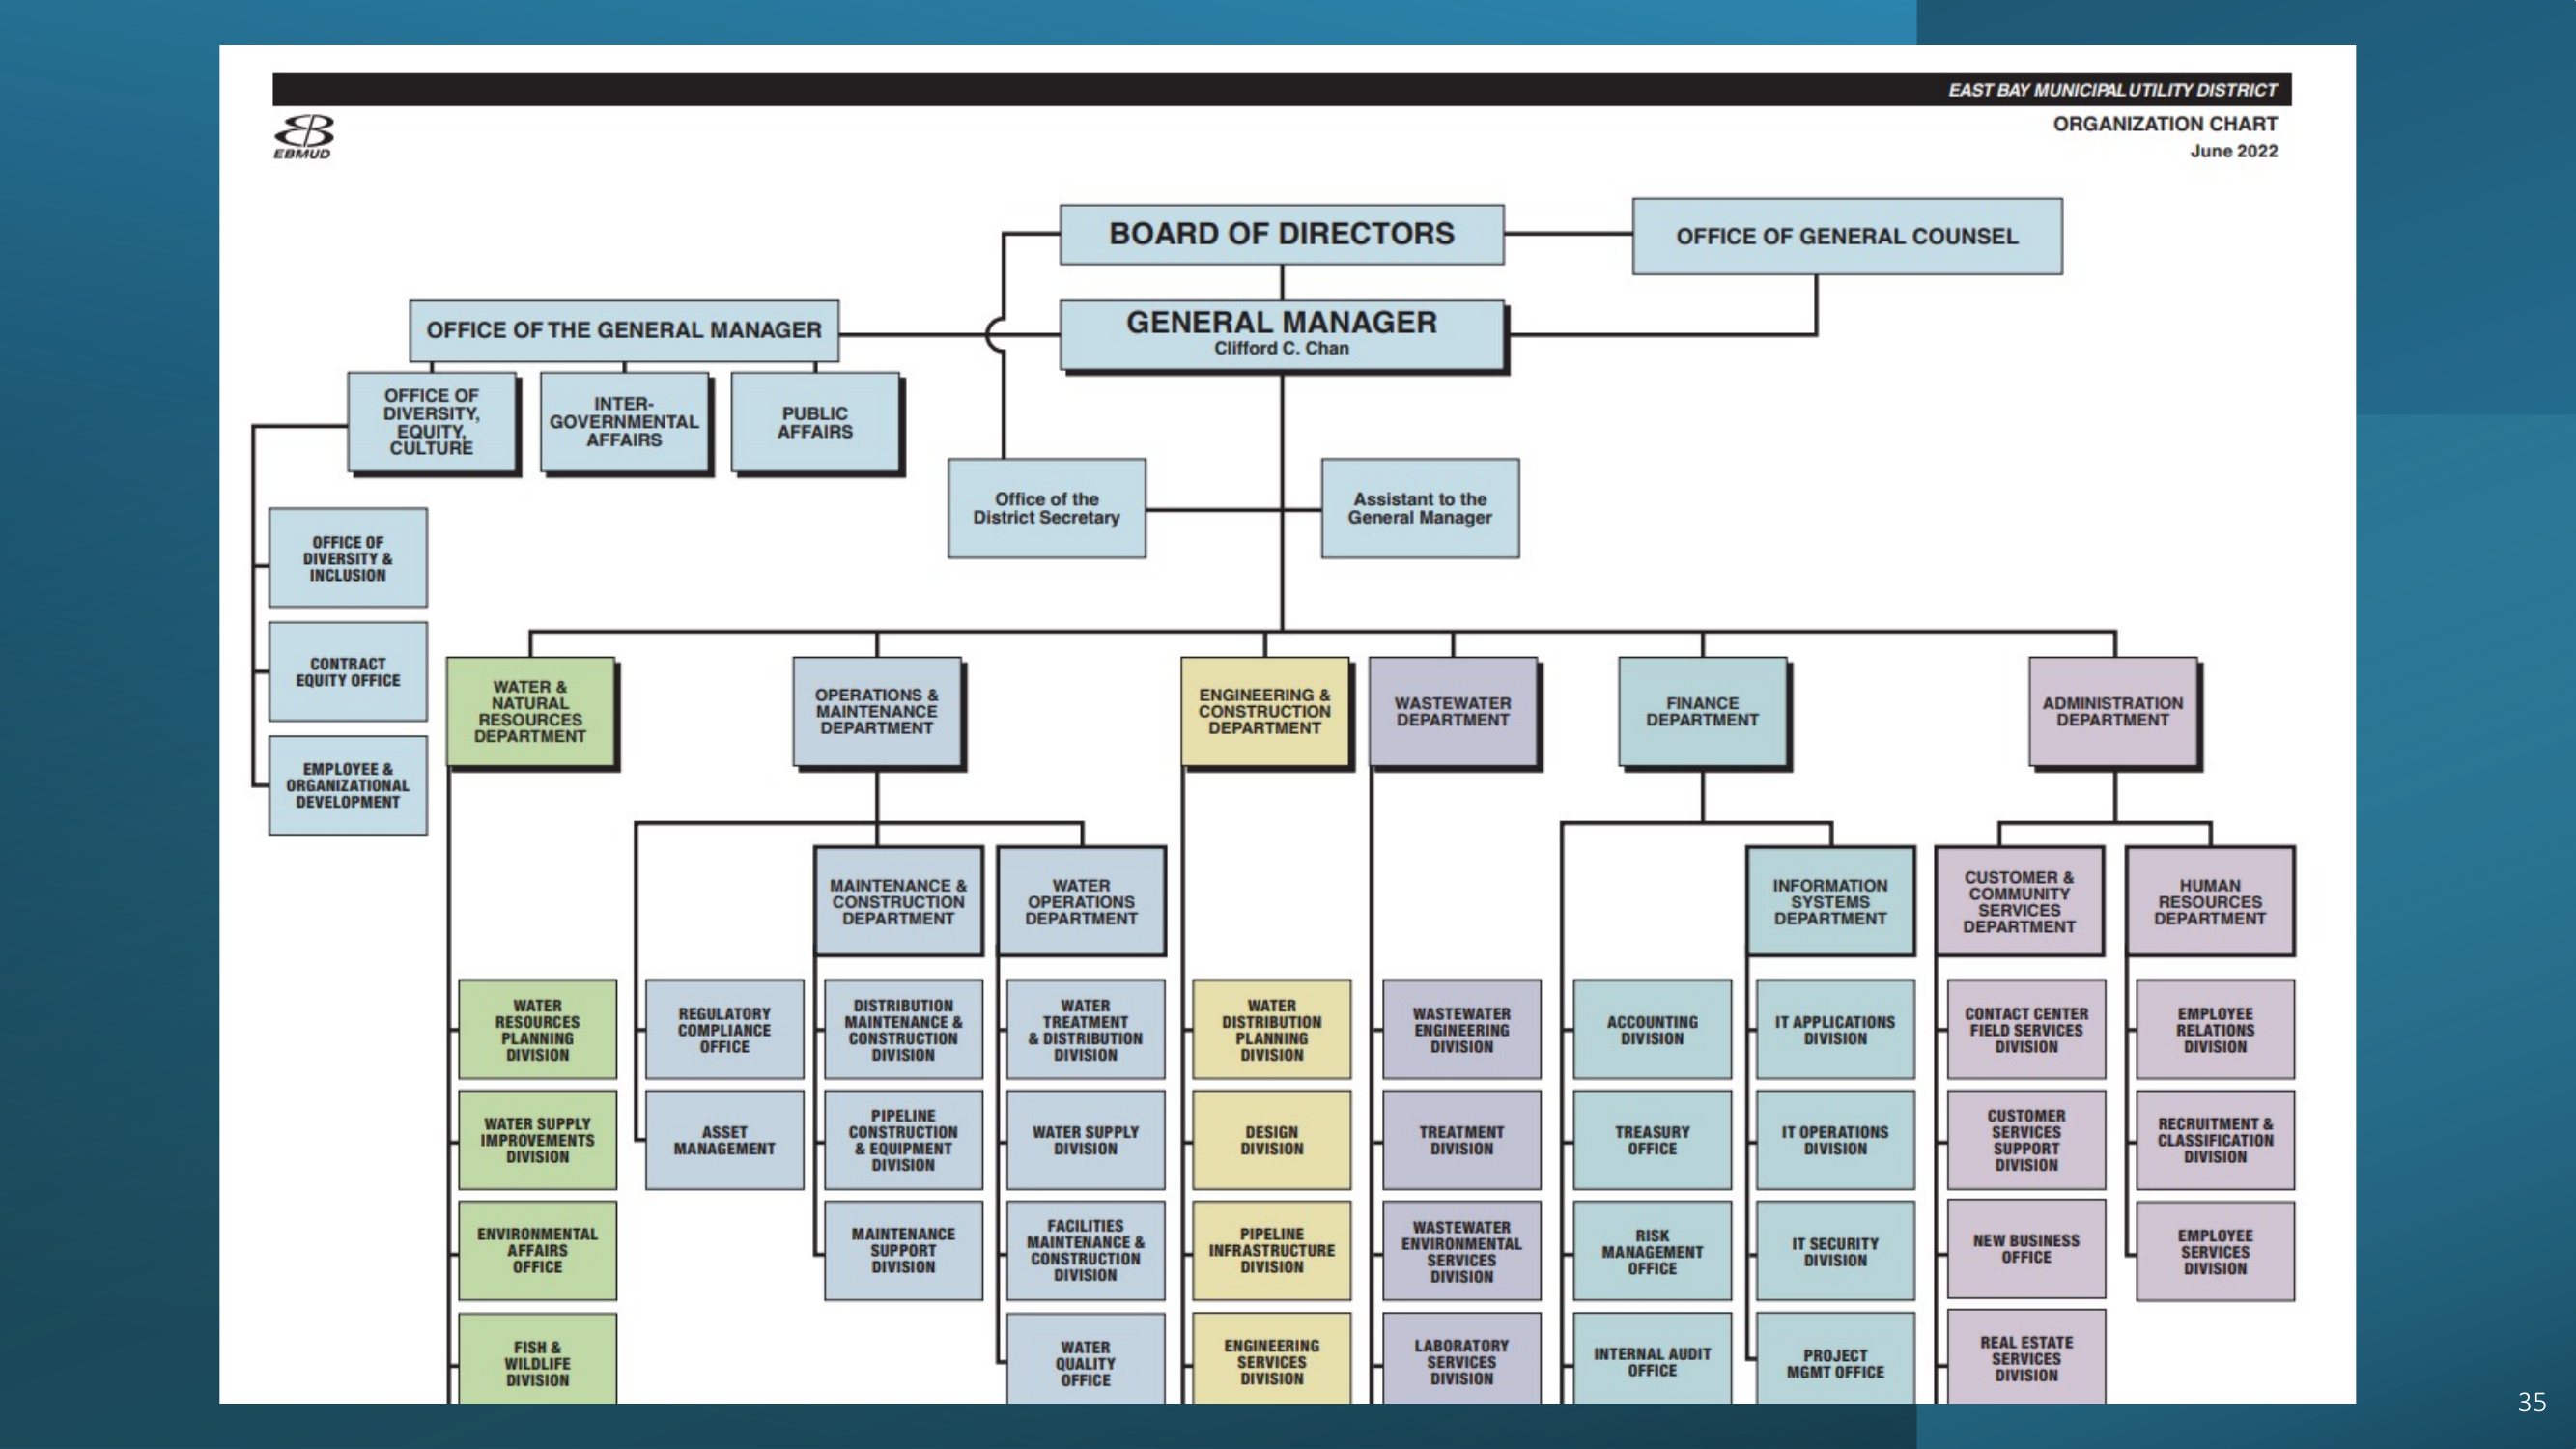 EAST BAY MUNICIPAL UTILITY DISTRICT
EBMUD
ORGANIZATION CHART
June 2022
BOARD OF DIRECTORS
OFFICE OF GENERAL COUNSEL
OFFICE OF THE GENERAL MANAGER
GENERAL MANAGER
Clifford C. Chan
OFFICE OF
DIVERSITY,
EQUITY,
CULTURE
INTER-
GOVERNMENTAL
AFFAIRS
PUBLIC
AFFAIRS
Office of the
District Secretary
Assistant to the
General Manager
OFFICE OF
DIVERSITY &
INCLUSION
CONTRACT
EQUITY OFFICE
EMPLOYEE &
ORGANIZATIONAL
DEVELOPMENT
WATER &
NATURAL
RESOURCES
DEPARTMENT
OPERATIONS &
MAINTENANCE
DEPARTMENT
ENGINEERING &
CONSTRUCTION
DEPARTMENT
WASTEWATER
DEPARTMENT
FINANCE
DEPARTMENT
ADMINISTRATION
DEPARTMENT
MAINTENANCE &
CONSTRUCTION
DEPARTMENT
WATER
OPERATIONS
DEPARTMENT
INFORMATION
SYSTEMS
DEPARTMENT
CUSTOMER &
COMMUNITY
SERVICES
DEPARTMENT
HUMAN
RESOURCES
DEPARTMENT
WATER
RESOURCES
PLANNING
DIVISION
REGULATORY
COMPLIANCE
OFFICE
DISTRIBUTION
MAINTENANCE &
CONSTRUCTION
DIVISION
WATER
TREATMENT
& DISTRIBUTION
DIVISION
WATER
DISTRIBUTION
PLANNING
DIVISION
WASTEWATER
ENGINEERING
DIVISION
ACCOUNTING
DIVISION
IT APPLICATIONS
DIVISION
CONTACT CENTER
FIELD SERVICES
DIVISION
EMPLOYEE
RELATIONS
DIVISION
WATER SUPPLY
IMPROVEMENTS
DIVISION
ASSET
MANAGEMENT
PIPELINE
CONSTRUCTION
& EQUIPMENT
DIVISION
WATER SUPPLY
DIVISION
DESIGN
DIVISION
TREATMENT
DIVISION
TREASURY
OFFICE
IT OPERATIONS
DIVISION
CUSTOMER
SERVICES
SUPPORT
DIVISION
RECRUITMENT &
CLASSIFICATION
DIVISION
ENVIRONMENTAL
AFFAIRS
OFFICE
MAINTENANCE
SUPPORT
DIVISION
FACILITIES
MAINTENANCE &
CONSTRUCTION
DIVISION
PIPELINE
INFRASTRUCTURE
DIVISION
WASTEWATER
ENVIRONMENTAL
SERVICES
DIVISION
RISK
MANAGEMENT
OFFICE
IT SECURITY
DIVISION
NEW BUSINESS
OFFICE
EMPLOYEE
SERVICES
DIVISION
FISH &
WILDLIFE
DIVISION
WATER
QUALITY
OFFICE
ENGINEERING
SERVICES
DIVISION
LABORATORY
SERVICES
DIVISION
INTERNAL AUDIT
OFFICE
PROJECT
MGMT OFFICE
REAL ESTATE
SERVICES
DIVISION
35